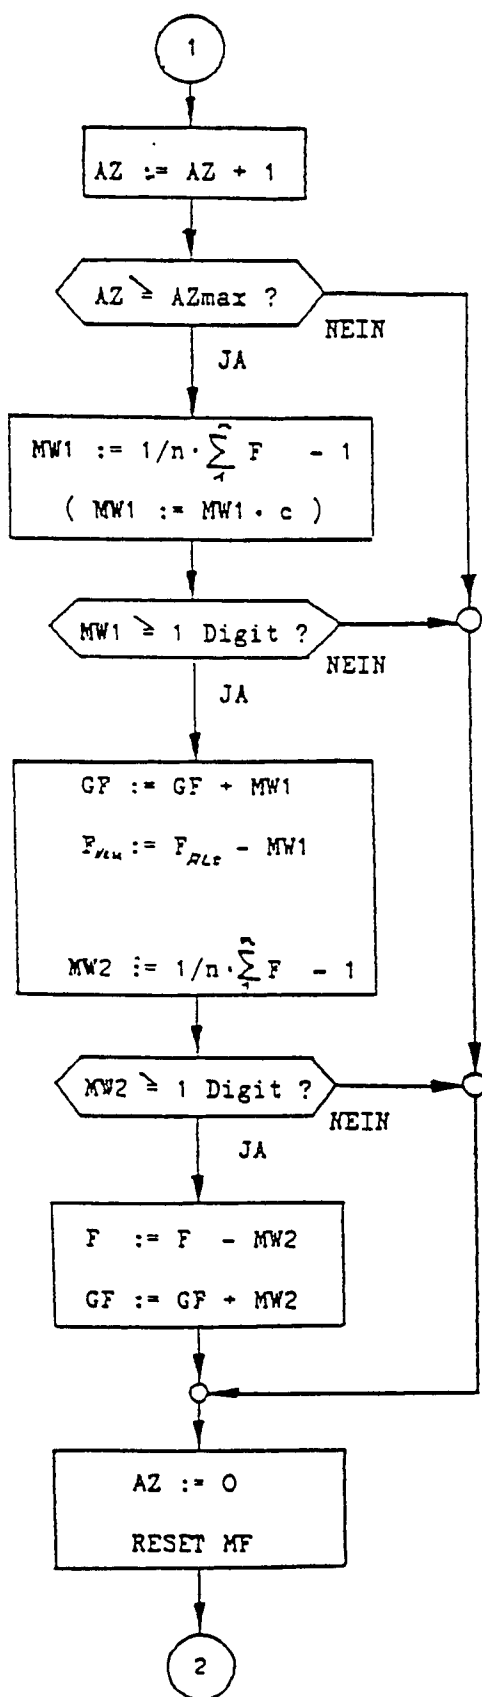 1
AZ := AZ + 1
AZ ≥ AZmax ?
NEIN
JA
MW1 := 1/n · ∑ F - 1
( MW1 := MW1 · c )
MW1 ≥ 1 Digit ?
NEIN
JA
GF := GF + MW1
F := F - MW1
MW2 := 1/n · ∑ F - 1
MW2 ≥ 1 Digit ?
NEIN
JA
F := F - MW2
GF := GF + MW2
AZ := 0
RESET MF
2